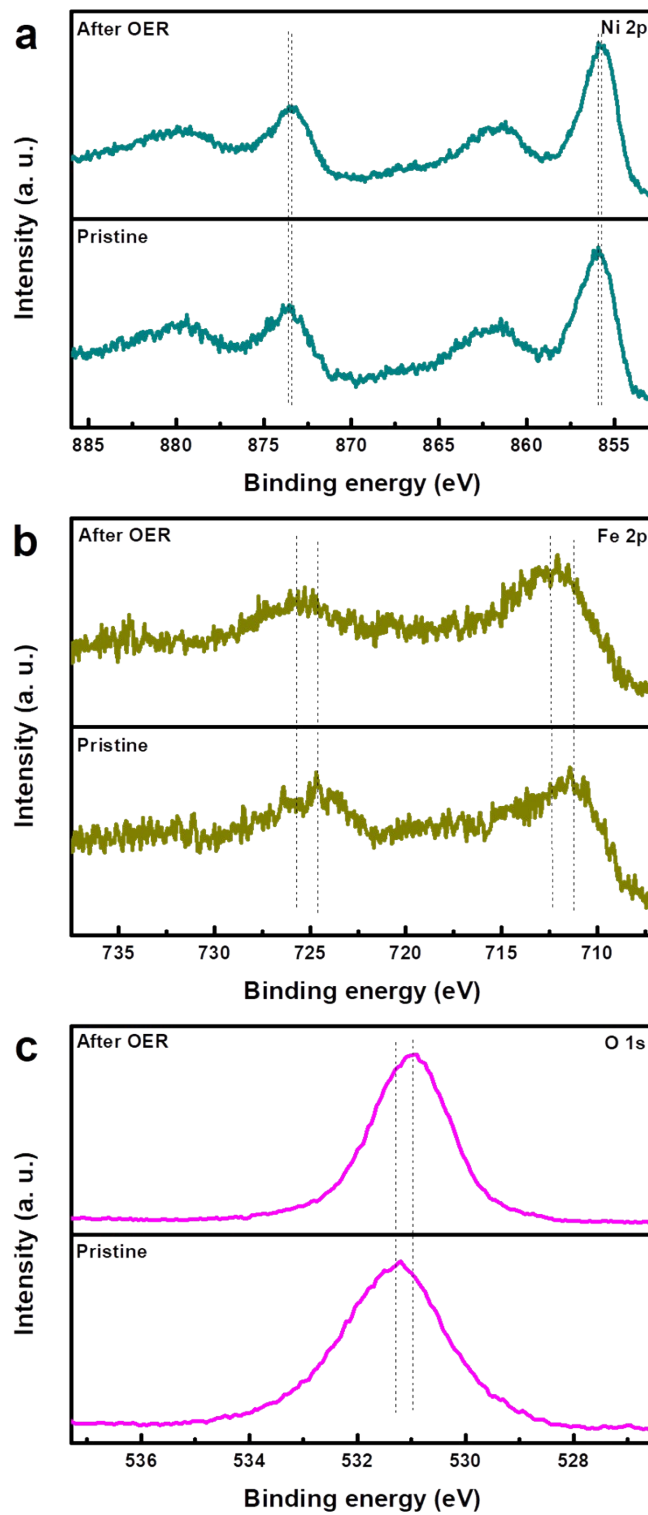 a
After OER
Ni 2p
Pristine
Intensity (a. u.)
885 880 875 870 865 860 855
Binding energy (eV)
b
After OER
Fe 2p
Pristine
Intensity (a. u.)
735 730 725 720 715 710
Binding energy (eV)
c
After OER
O 1s
Pristine
Intensity (a. u.)
536 534 532 530 528
Binding energy (eV)